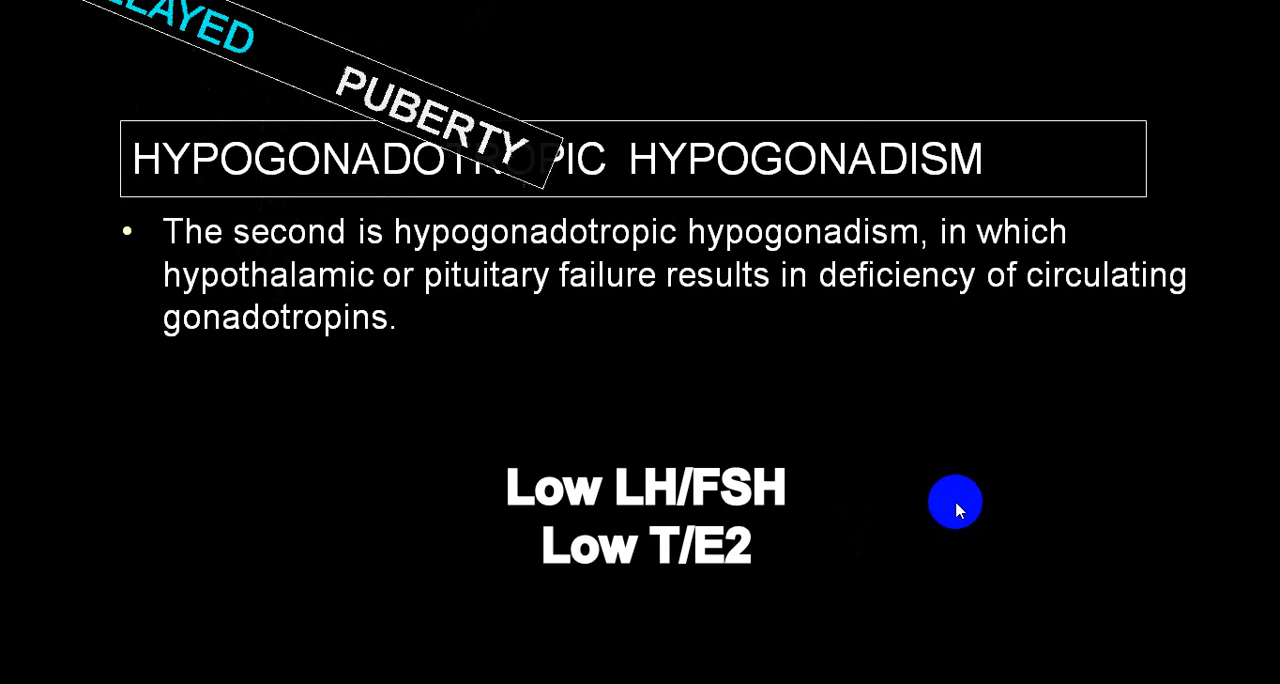 PUBERTY
HYPOGONADOTROPIC HYPOGONADISM
• The second is hypogonadotropic hypogonadism, in which
hypothalamic or pituitary failure results in deficiency of circulating
gonadotropins.
Low LH/FSH
Low T/E2